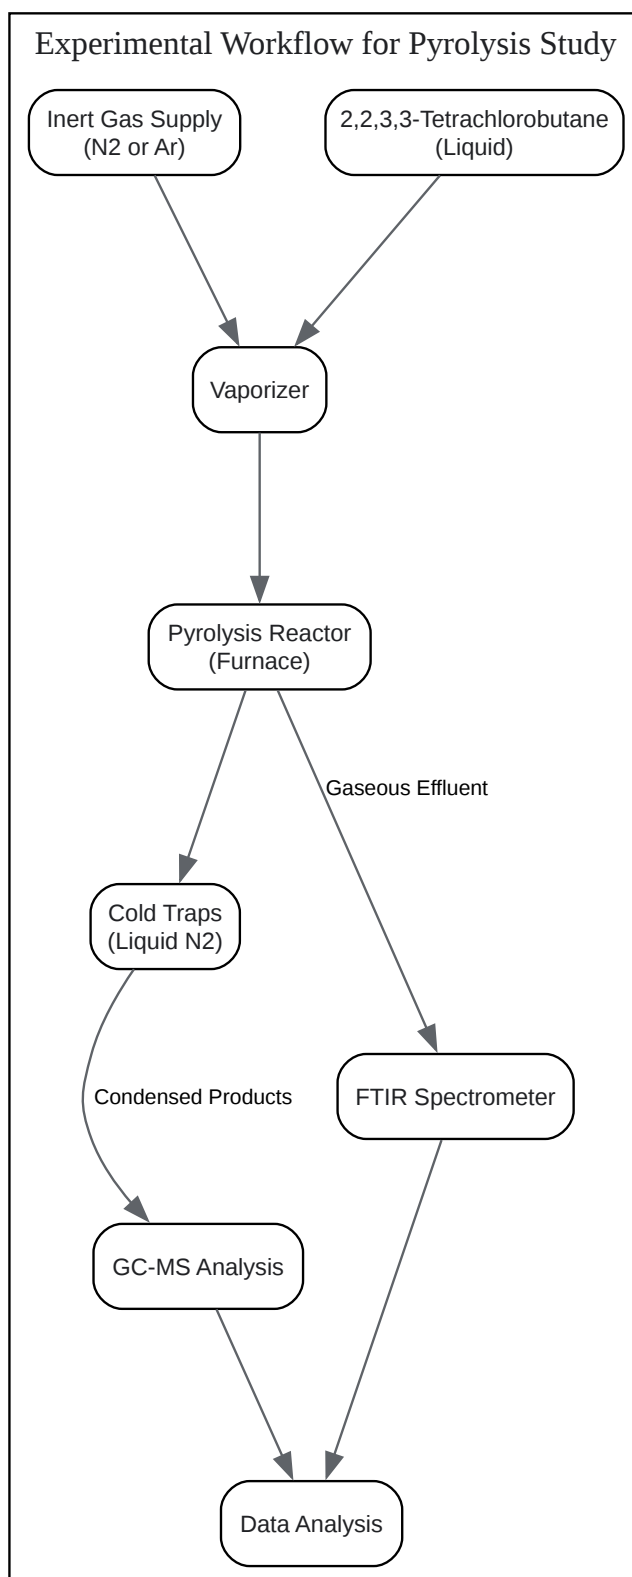 Experimental Workflow for Pyrolysis Study
Inert Gas Supply
(N2 or Ar)
2,2,3,3-Tetrachlorobutane
(Liquid)
Vaporizer
Pyrolysis Reactor
(Furnace)
Gaseous Effluent
Cold Traps
(Liquid N2)
Condensed Products
FTIR Spectrometer
GC-MS Analysis
Data Analysis